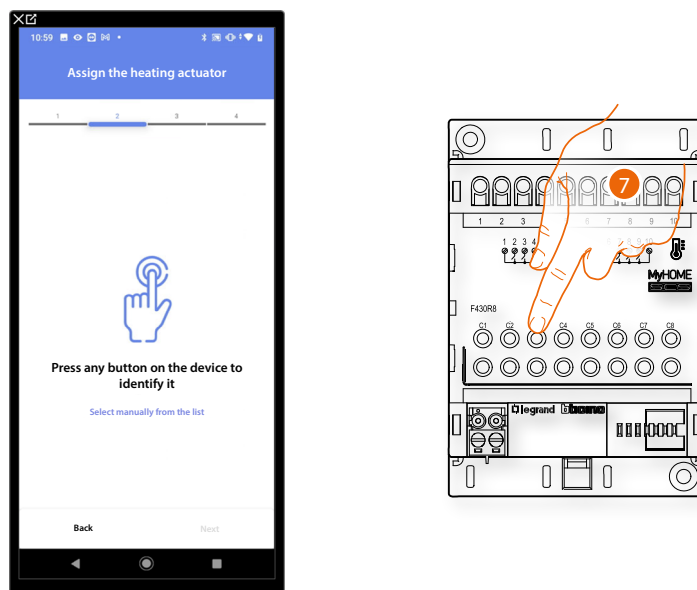 10:59
Assign the heating actuator
1 2 3 4
Press any button on the device to
identify it
Select manually from the list
Back Next
7
1 2 3 6 7 8 9 10
1 2 3 4
MyHOME
SCS
F430R8
C1 C2 C4 C5 C6 C7 C8
legrand bticino